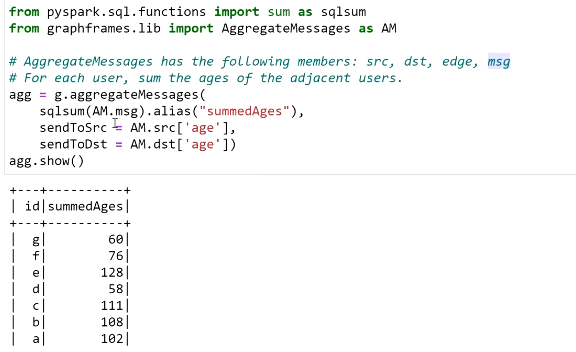 from pyspark.sql.functions import sum as sqlsum
from graphframes.lib import AggregateMessages as AM
# AggregateMessages has the following members: src, dst, edge, msg
# For each user, sum the ages of the adjacent users.
agg = g.aggregateMessages(
    sqlsum(AM.msg).alias("summedAges"),
    sendToSrc = AM.src['age'],
    sendToDst = AM.dst['age'])
agg.show()
+---+----------+
| id|summedAges|
+---+----------+
|  g|        60|
|  f|        76|
|  e|       128|
|  d|        58|
|  c|       111|
|  b|       108|
|  a|       102|